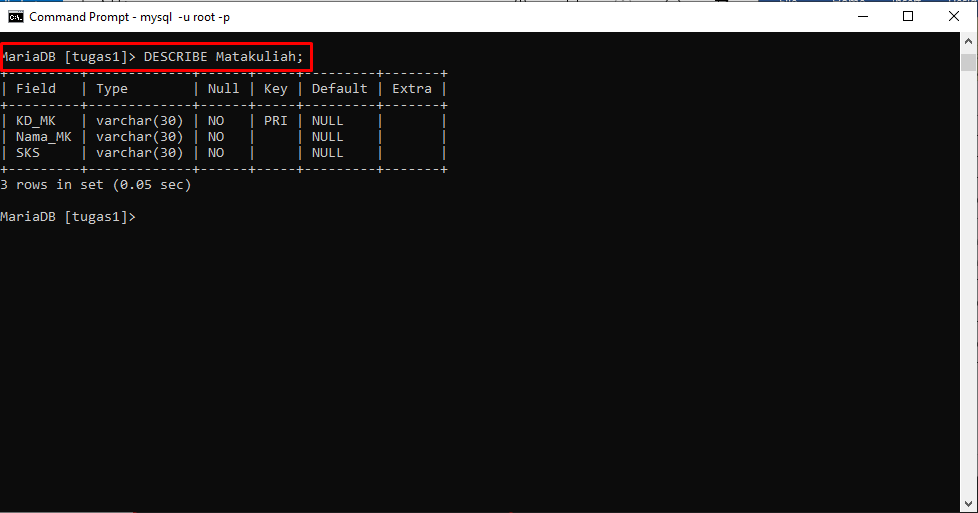 Command Prompt - mysql  -u root -p
MariaDB [tugas1]> DESCRIBE Matakuliah;
+---------+-------------+------+-----+---------+-------+
| Field   | Type        | Null | Key | Default | Extra |
+---------+-------------+------+-----+---------+-------+
| KD_MK   | varchar(30) | NO   | PRI | NULL    |       |
| Nama_MK | varchar(30) | NO   |     | NULL    |       |
| SKS     | varchar(30) | NO   |     | NULL    |       |
+---------+-------------+------+-----+---------+-------+
3 rows in set (0.05 sec)
MariaDB [tugas1]>